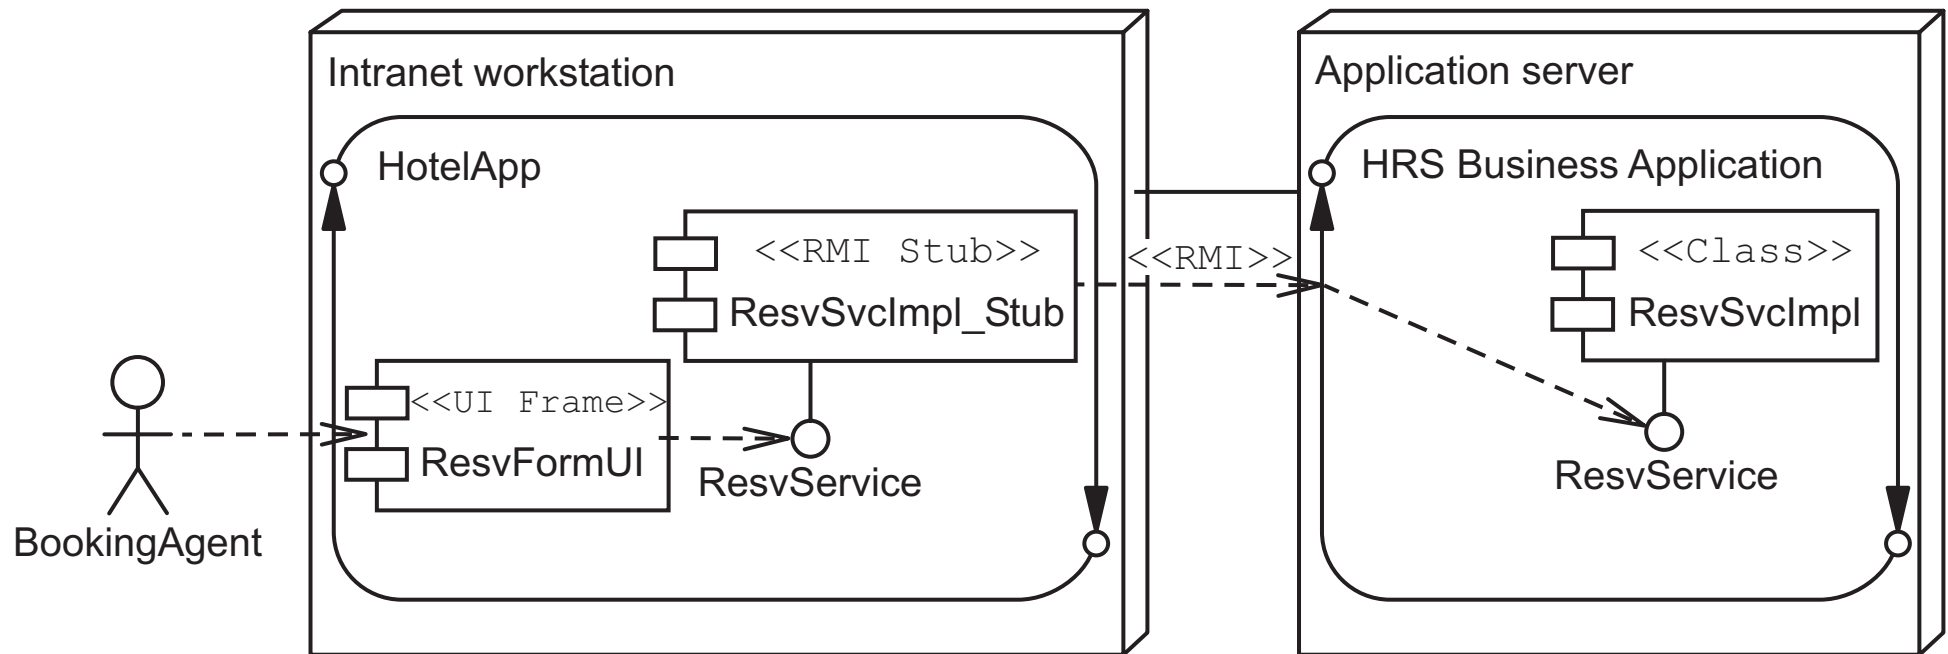 Intranet workstation
Application server
HotelApp
HRS Business Application
<<RMI Stub>>
ResvSvcImpl_Stub
<<RMI>>
<<Class>>
ResvSvcImpl
<<UI Frame>>
ResvFormUI
ResvService
ResvService
BookingAgent